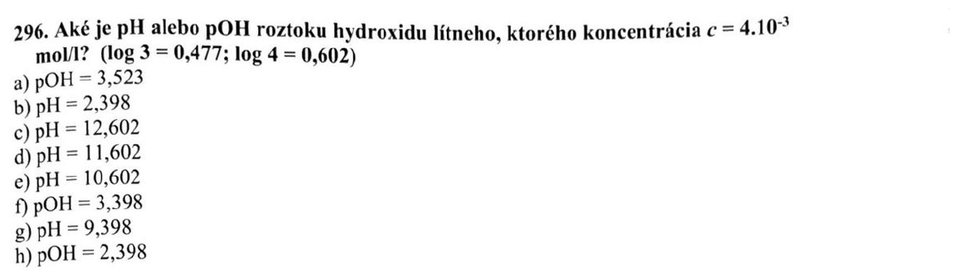 296. Aké je pH alebo pOH roztoku hydroxidu lítneho, ktorého koncentrácia c = 4.10⁻³
mol/l? (log 3 = 0,477; log 4 = 0,602)
a) pOH = 3,523
b) pH = 2,398
c) pH = 12,602
d) pH = 11,602
e) pH = 10,602
f) pOH = 3,398
g) pH = 9,398
h) pOH = 2,398